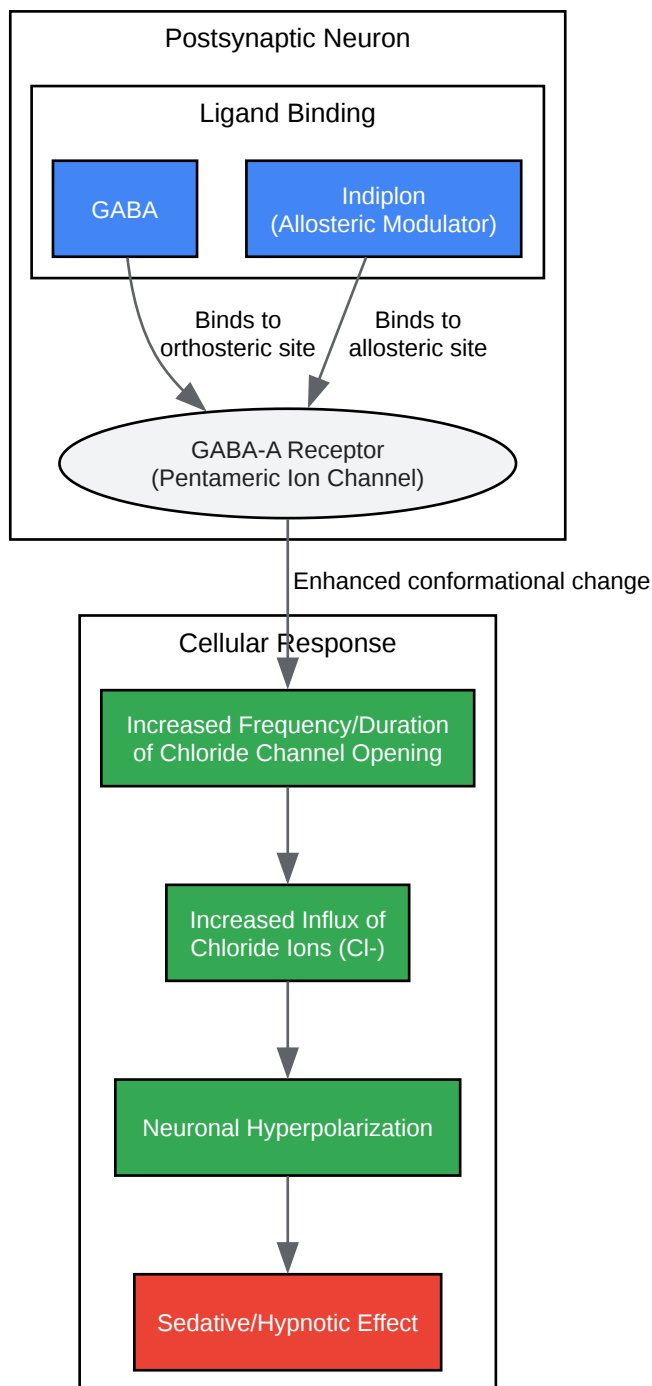 Postsynaptic Neuron
Ligand Binding
GABA
Indiplon
(Allosteric Modulator)
Binds to
orthosteric site
Binds to
allosteric site
GABA-A Receptor
(Pentameric Ion Channel)
Enhanced conformational change
Cellular Response
Increased Frequency/Duration
of Chloride Channel Opening
Increased Influx of
Chloride Ions (Cl-)
Neuronal Hyperpolarization
Sedative/Hypnotic Effect